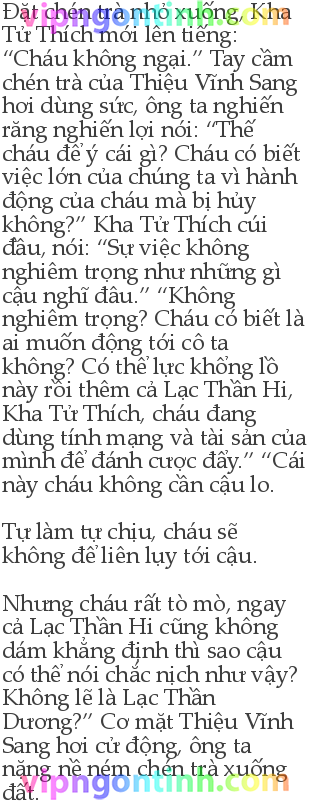 Đặt chén trà nhỏ xuống, Kha
vipngontinh.com
Tử Thích mới lên tiếng:
“Cháu không ngại.” Tay cầm
chén trà của Thiệu Vĩnh Sang
hơi dùng sức, ông ta nghiến
răng nghiến lợi nói: “Thế
cháu để ý cái gì? Cháu có biết
việc lớn của chúng ta vì hành
động của cháu mà bị hủy
không?” Kha Tử Thích cúi
đầu, nói: “Sự việc không
nghiêm trọng như những gì
cậu nghĩ đâu.” “Không
nghiêm trọng? Cháu có biết là
ai muốn động tới cô ta
không? Có thể lực khổng lồ
này rồi thêm cả Lạc Thần Hi,
Kha Tử Thích, cháu đang
dùng tính mạng và tài sản của
mình để đánh cược đẩy.” “Cái
này cháu không cần cậu lo.
Tự làm tự chịu, cháu sẽ
không để liên lụy tới cậu.
Nhưng cháu rất tò mò, ngay
cả Lạc Thần Hi cũng không
dám khẳng định thì sao cậu
có thể nói chắc nịch như vậy?
Không lẽ là Lạc Thần
Dương?” Cơ mặt Thiệu Vĩnh
Sang hơi cử động, ông ta
nặng nề ném chén trà xuống
vipngontinh.com
đất.